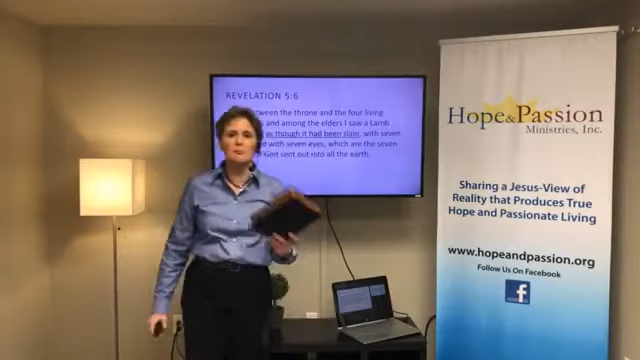 REVELATION 5:6
between the throne and the four living
and among the elders I saw a Lamb
as though it had been slain, with seven
and with seven eyes, which are the seven
of God sent out into all the earth.
Hope&Passion
Ministries, Inc.
Sharing a Jesus-View of
Reality that Produces True
Hope and Passionate Living
www.hopeandpassion.org
Follow Us On Facebook
f